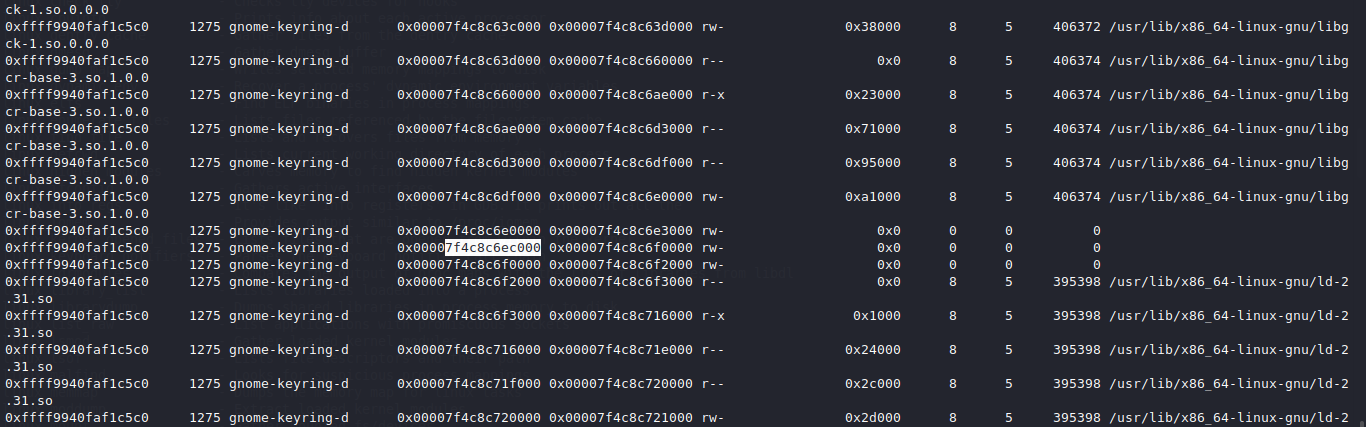 ck-1.so.0.0.0
0xffff9940faf1c5c0     1275 gnome-keyring-d      0x00007f4c8c63c000 0x00007f4c8c63d000 rw-               0x38000      8      5     406372 /usr/lib/x86_64-linux-gnu/libg
ck-1.so.0.0.0
0xffff9940faf1c5c0     1275 gnome-keyring-d      0x00007f4c8c63d000 0x00007f4c8c660000 r--                   0x0      8      5     406374 /usr/lib/x86_64-linux-gnu/libg
cr-base-3.so.1.0.0
0xffff9940faf1c5c0     1275 gnome-keyring-d      0x00007f4c8c660000 0x00007f4c8c6ae000 r-x               0x23000      8      5     406374 /usr/lib/x86_64-linux-gnu/libg
cr-base-3.so.1.0.0
0xffff9940faf1c5c0     1275 gnome-keyring-d      0x00007f4c8c6ae000 0x00007f4c8c6d3000 r--               0x71000      8      5     406374 /usr/lib/x86_64-linux-gnu/libg
cr-base-3.so.1.0.0
0xffff9940faf1c5c0     1275 gnome-keyring-d      0x00007f4c8c6d3000 0x00007f4c8c6df000 r--               0x95000      8      5     406374 /usr/lib/x86_64-linux-gnu/libg
cr-base-3.so.1.0.0
0xffff9940faf1c5c0     1275 gnome-keyring-d      0x00007f4c8c6df000 0x00007f4c8c6e0000 rw-               0xa1000      8      5     406374 /usr/lib/x86_64-linux-gnu/libg
cr-base-3.so.1.0.0
0xffff9940faf1c5c0     1275 gnome-keyring-d      0x00007f4c8c6e0000 0x00007f4c8c6e3000 rw-                   0x0      0      0          0
0xffff9940faf1c5c0     1275 gnome-keyring-d      0x00007f4c8c6ec000 0x00007f4c8c6f0000 rw-                   0x0      0      0          0
0xffff9940faf1c5c0     1275 gnome-keyring-d      0x00007f4c8c6f0000 0x00007f4c8c6f2000 rw-                   0x0      0      0          0
0xffff9940faf1c5c0     1275 gnome-keyring-d      0x00007f4c8c6f2000 0x00007f4c8c6f3000 r--                   0x0      8      5     395398 /usr/lib/x86_64-linux-gnu/ld-2
.31.so
0xffff9940faf1c5c0     1275 gnome-keyring-d      0x00007f4c8c6f3000 0x00007f4c8c716000 r-x                0x1000      8      5     395398 /usr/lib/x86_64-linux-gnu/ld-2
.31.so
0xffff9940faf1c5c0     1275 gnome-keyring-d      0x00007f4c8c716000 0x00007f4c8c71e000 r--               0x24000      8      5     395398 /usr/lib/x86_64-linux-gnu/ld-2
.31.so
0xffff9940faf1c5c0     1275 gnome-keyring-d      0x00007f4c8c71f000 0x00007f4c8c720000 r--               0x2c000      8      5     395398 /usr/lib/x86_64-linux-gnu/ld-2
.31.so
0xffff9940faf1c5c0     1275 gnome-keyring-d      0x00007f4c8c720000 0x00007f4c8c721000 rw-               0x2d000      8      5     395398 /usr/lib/x86_64-linux-gnu/ld-2